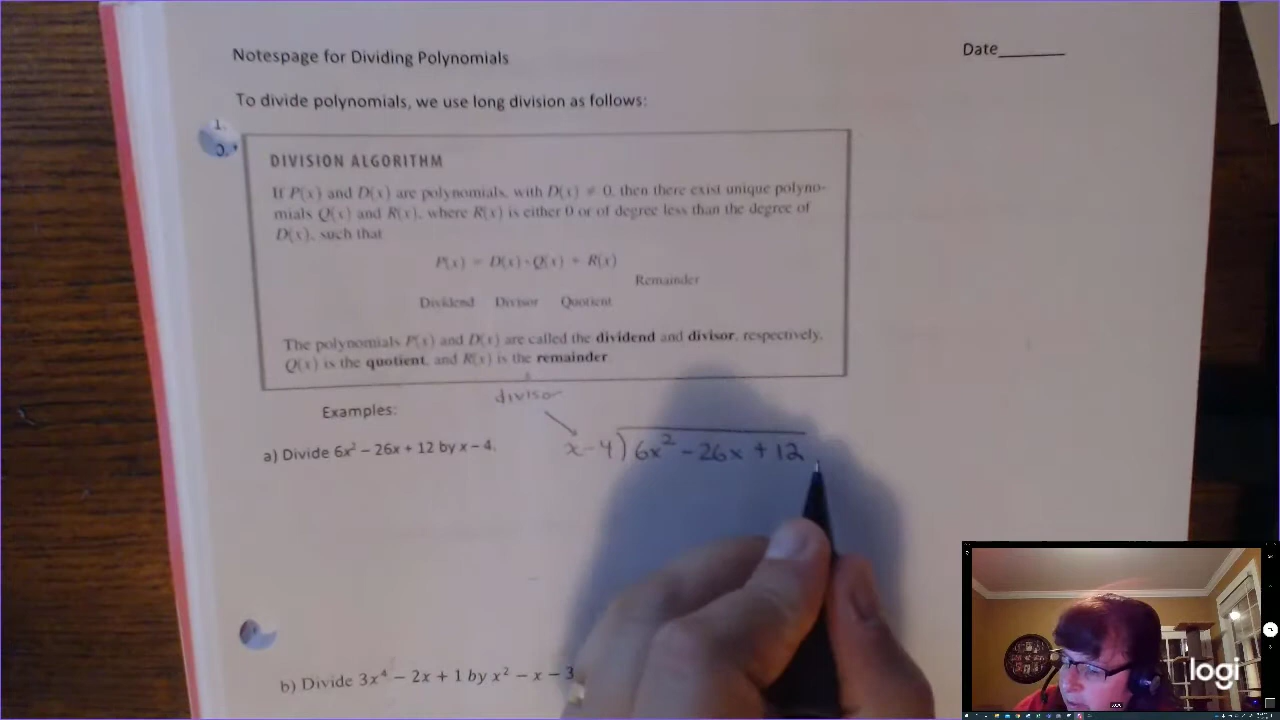 Notespage for Dividing Polynomials
Date______
To divide polynomials, we use long division as follows:
1.
DIVISION ALGORITHM
If P(x) and D(x) are polynomials, with D(x) ≠ 0, then there exist unique polyno-
mials Q(x) and R(x), where R(x) is either 0 or of degree less than the degree of
D(x), such that
P(x) = D(x) · Q(x) + R(x)
Remainder
Dividend Divisor Quotient
The polynomials P(x) and D(x) are called the dividend and divisor, respectively,
Q(x) is the quotient, and R(x) is the remainder
divisor
Examples:
a) Divide 6x² − 26x + 12 by x − 4.
x - 4) 6x² - 26x + 12
b) Divide 3x⁴ − 2x + 1 by x² − x − 3
logi